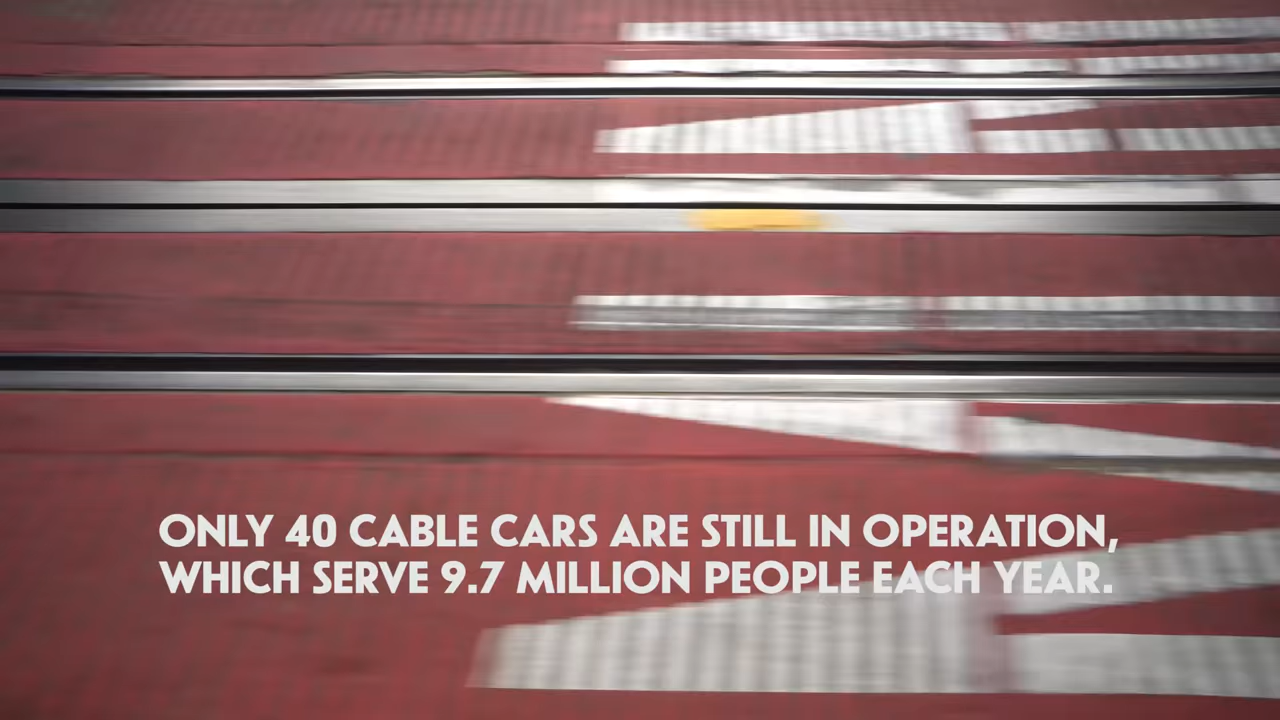 ONLY 40 CABLE CARS ARE STILL IN OPERATION,
WHICH SERVE 9.7 MILLION PEOPLE EACH YEAR.